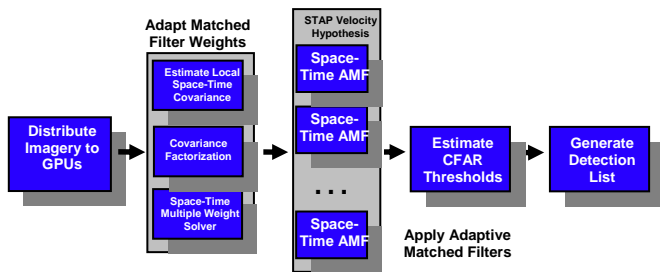 Adapt Matched
Filter Weights
STAP Velocity
Hypothesis
Distribute
Imagery to
GPUs
Estimate Local
Space-Time
Covariance
Covariance
Factorization
Space-Time
Multiple Weight
Solver
Space-
Time AMF
Space-
Time AMF
...
Space-
Time AMF
Estimate
CFAR
Thresholds
Generate
Detection
List
Apply Adaptive
Matched Filters